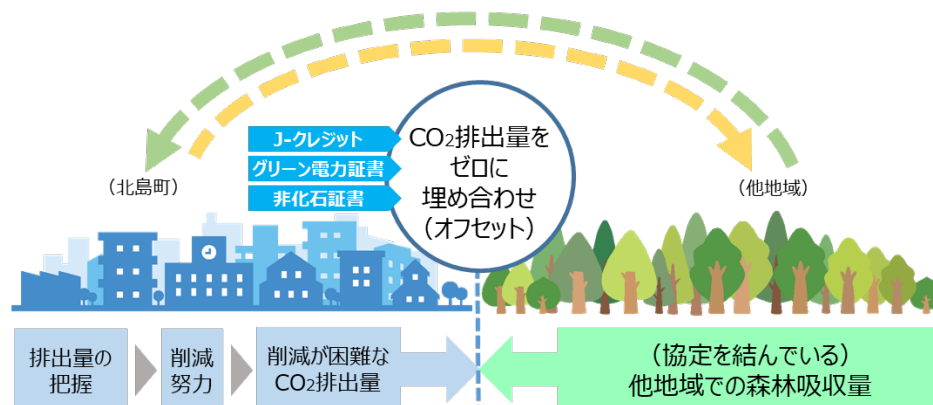 J-クレジット
グリーン電力証書
非化石証書
CO₂排出量を
ゼロに
埋め合わせ
（オフセット）
（北島町）
（他地域）
排出量の
把握
削減
努力
削減が困難な
CO₂排出量
（協定を結んでいる）
他地域での森林吸収量